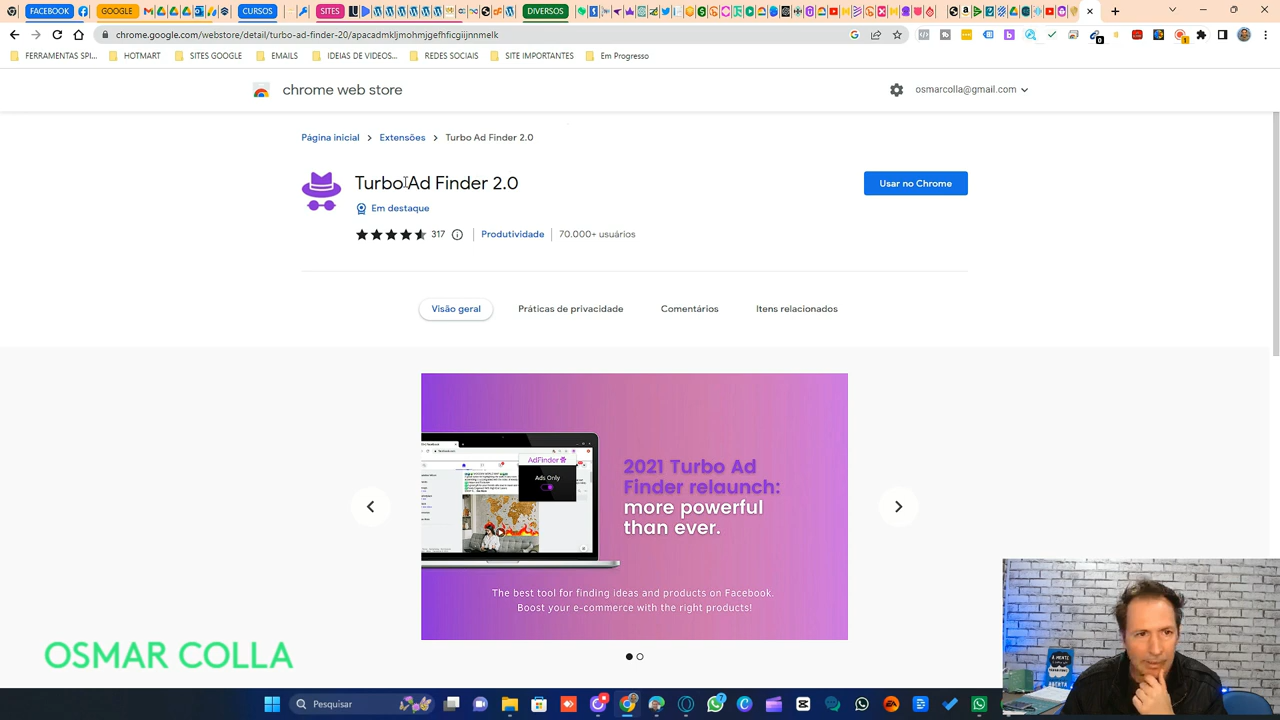 FACEBOOK
GOOGLE
CURSOS
SITES
DIVERSOS
chrome.google.com/webstore/detail/turbo-ad-finder-20/apacadmkljmohmjgefhficgiijnnmelk
FERRAMENTAS SPI...
HOTMART
SITES GOOGLE
EMAILS
IDEIAS DE VIDEOS...
REDES SOCIAIS
SITE IMPORTANTES
Em Progresso
chrome web store
osmarcolla@gmail.com
Página inicial > Extensões > Turbo Ad Finder 2.0
Turbo Ad Finder 2.0
Usar no Chrome
Em destaque
317
Produtividade
70.000+ usuários
Visão geral
Práticas de privacidade
Comentários
Itens relacionados
AdFinder
Ads Only
2021 Turbo Ad
Finder relaunch:
more powerful
than ever.
The best tool for finding ideas and products on Facebook.
Boost your e-commerce with the right products!
OSMAR COLLA
Pesquisar